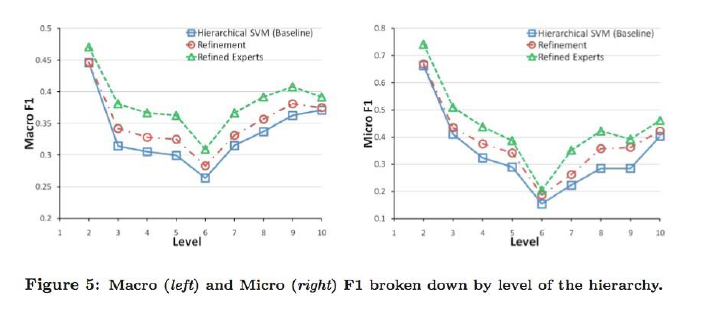 0.5
0.45
0.4
0.35
0.3
0.25
0.2
Macro F1
Hierarchical SVM (Baseline)
Refinement
Refined Experts
1 2 3 4 5 6 7 8 9 10
Level
0.8
0.7
0.6
0.5
0.4
0.3
0.2
0.1
Micro F1
Hierarchical SVM (Baseline)
Refinement
Refined Experts
1 2 3 4 5 6 7 8 9 10
Level
Figure 5: Macro (left) and Micro (right) F1 broken down by level of the hierarchy.